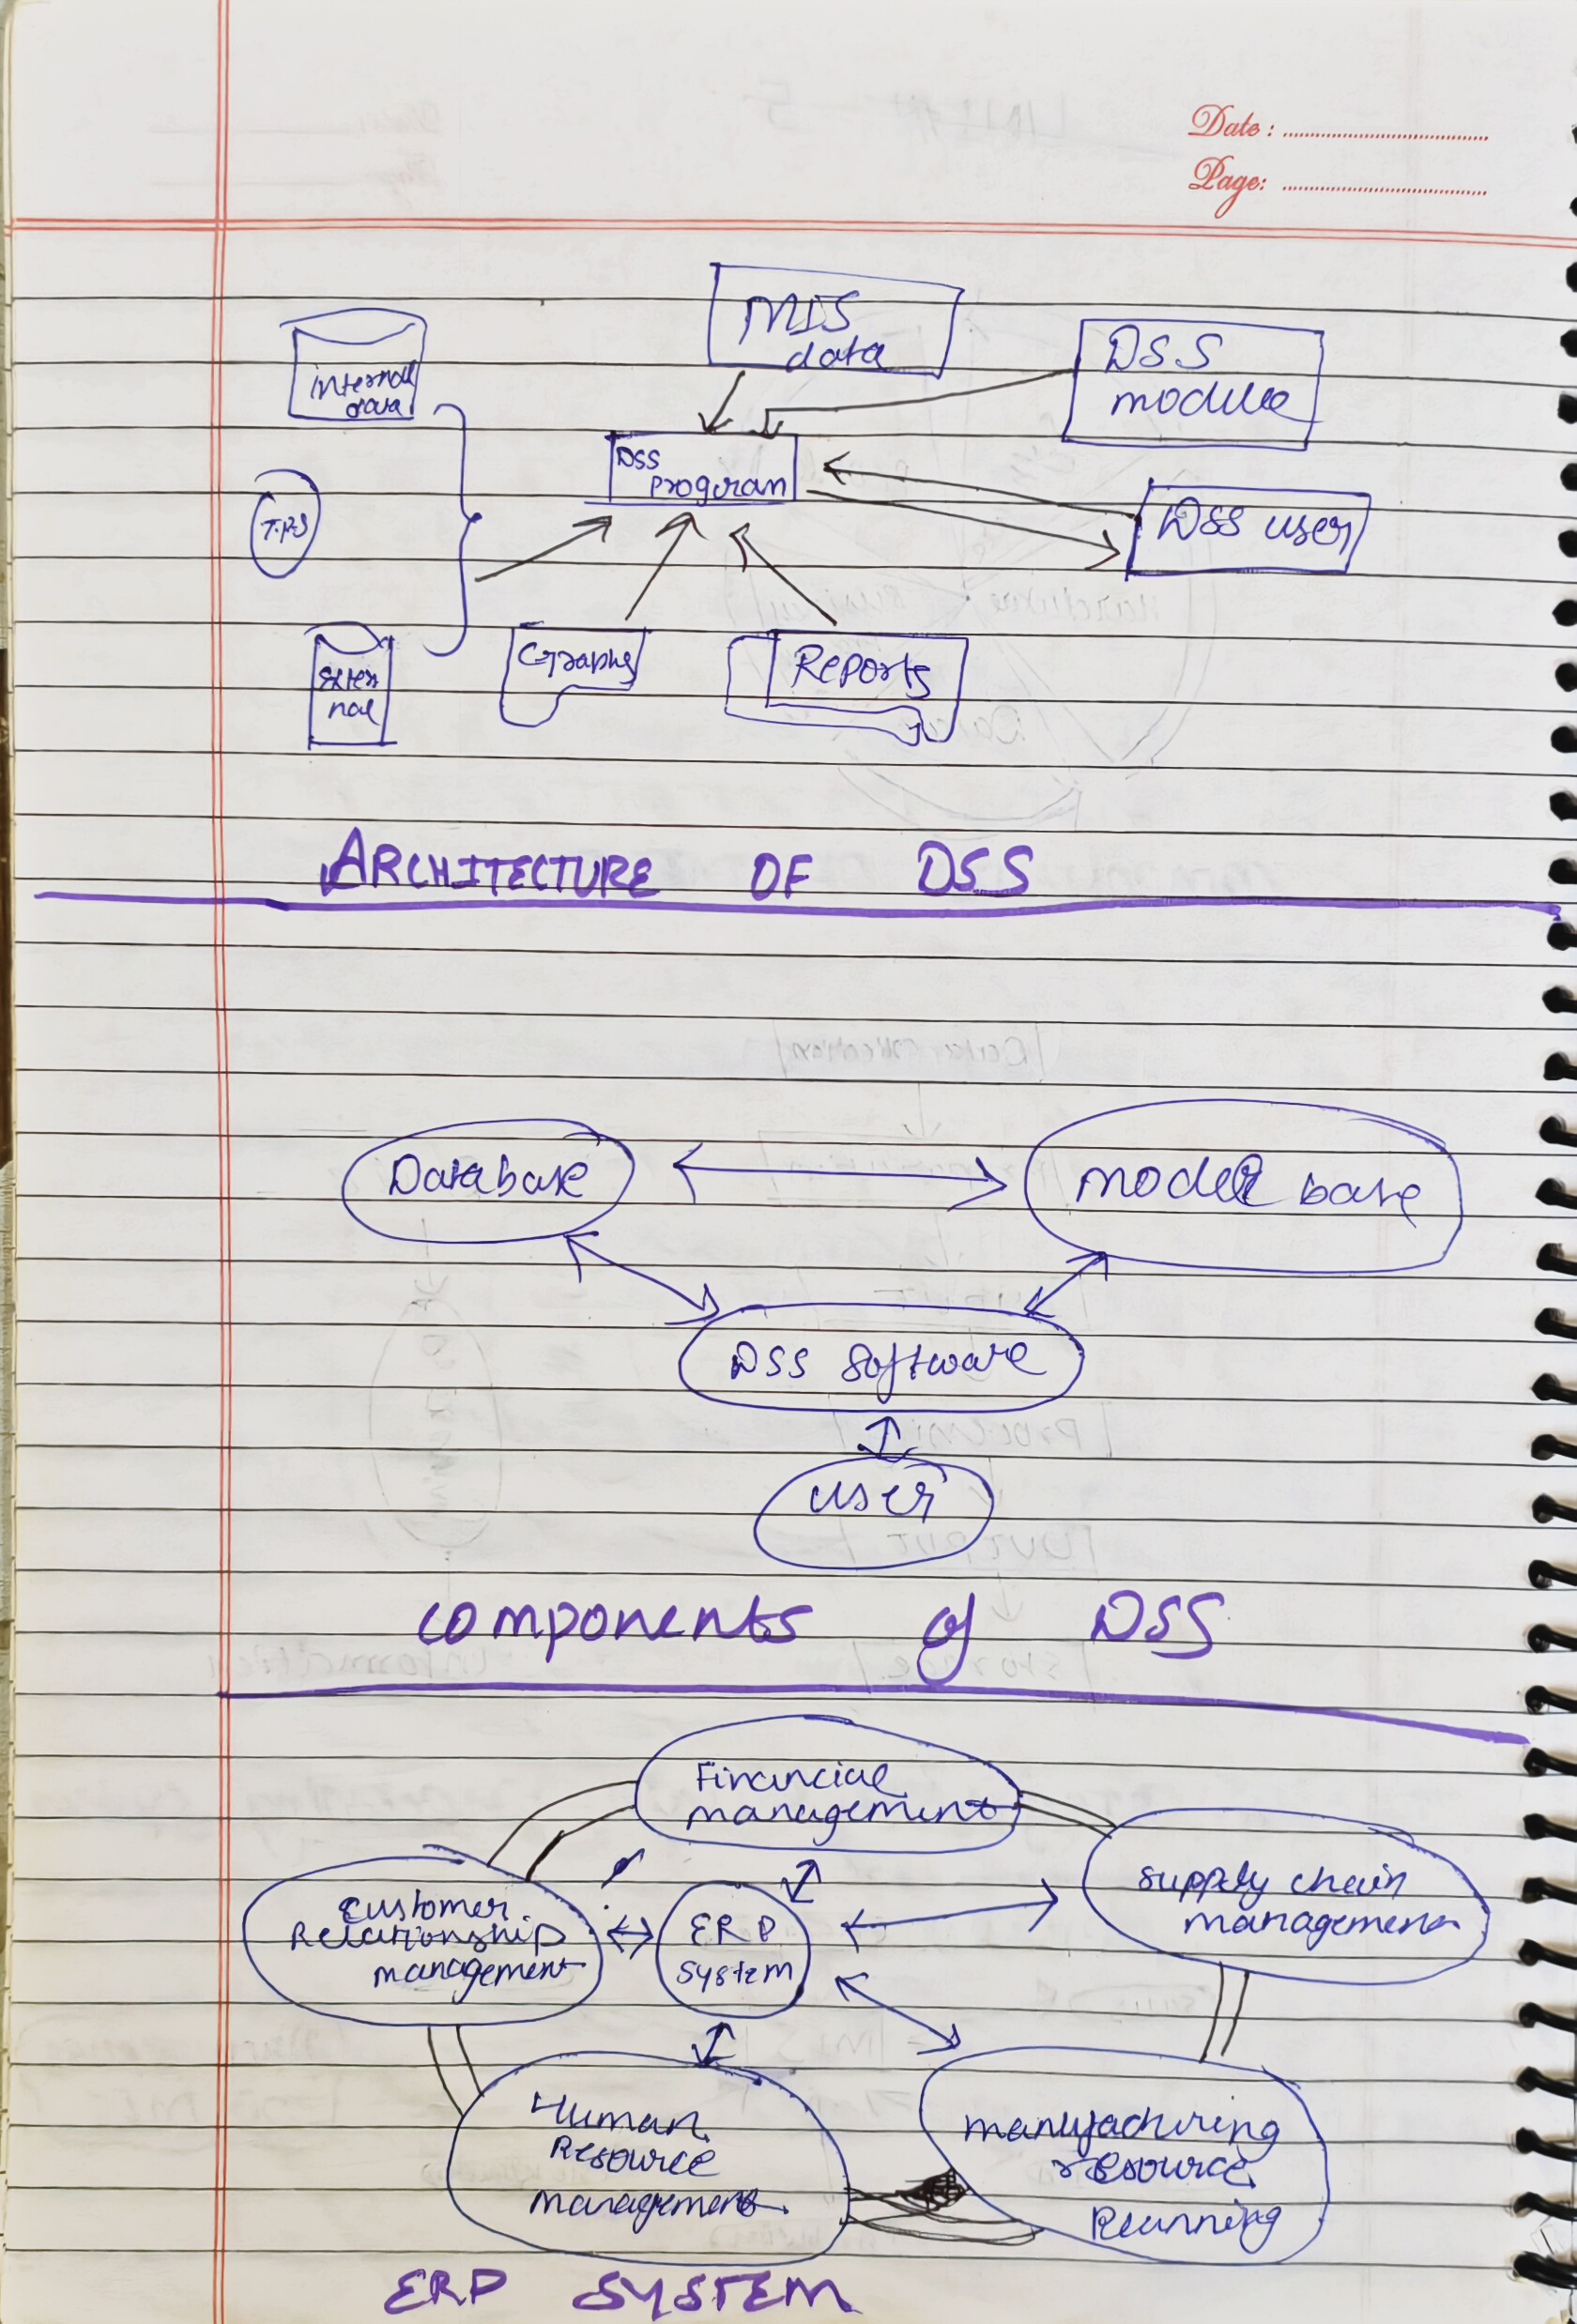 Date :
Page:
MIS
data
DSS
module
internal
data
DSS
program
T.P.S
DSS user
Exter
nal
Graphs
Reports
ARCHITECTURE OF DSS
Database
model base
DSS software
user
components of DSS
Financial
management
supply chain
management
customer
Relationship
management
ERP
system
Human
Resource
management
manufacturing
resource
planning
ERP SYSTEM